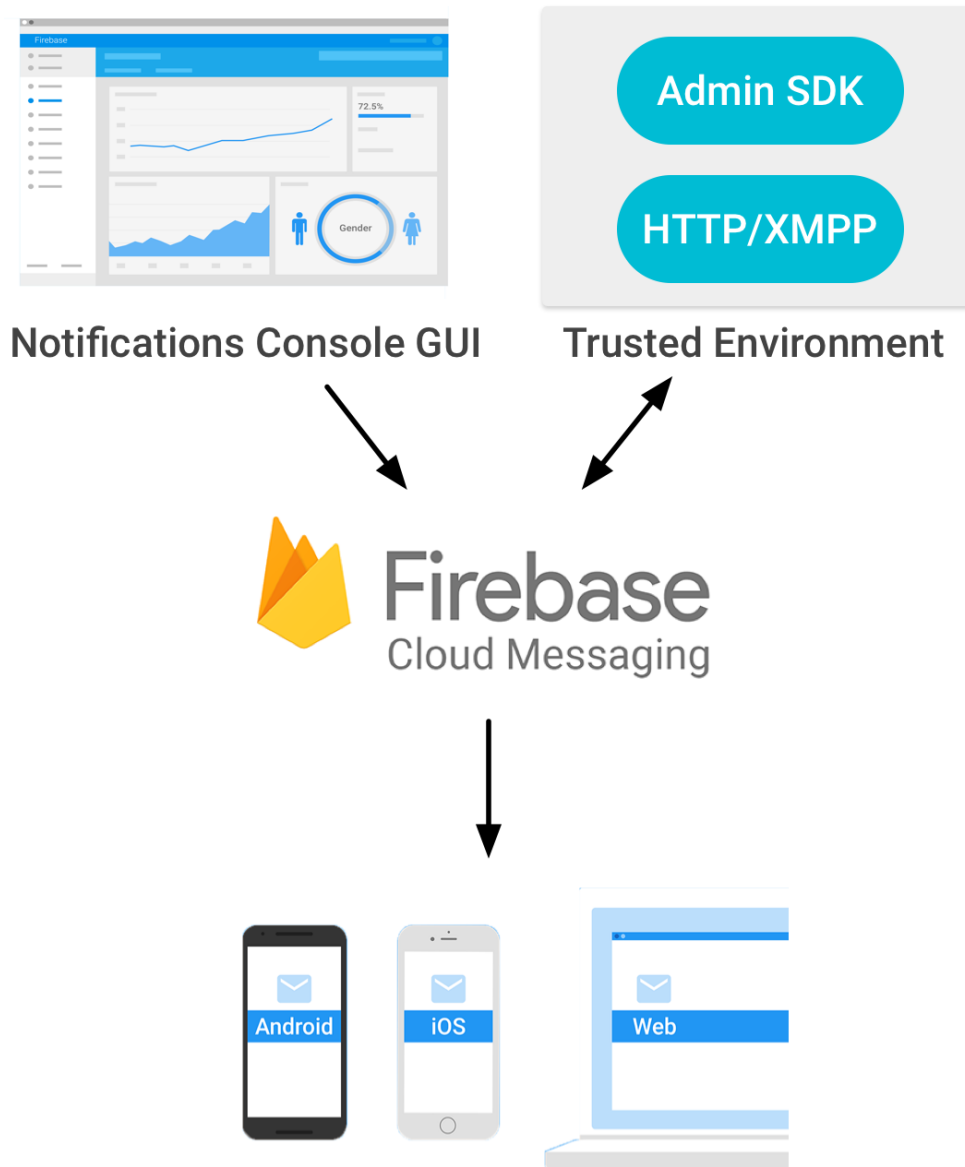 Firebase
72.5%
Gender
Admin SDK
HTTP/XMPP
Notifications Console GUI
Trusted Environment
Firebase
Cloud Messaging
Android
iOS
Web